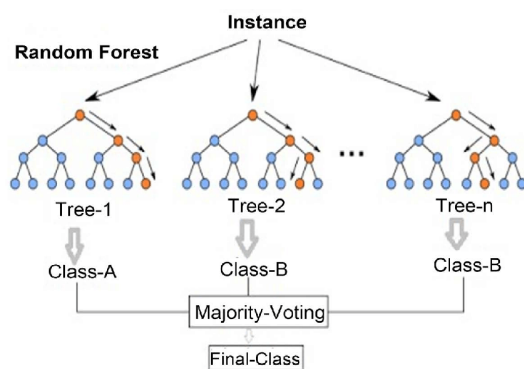 Instance
Random Forest
...
Tree-1
Tree-2
Tree-n
Class-A
Class-B
Class-B
Majority-Voting
Final-Class